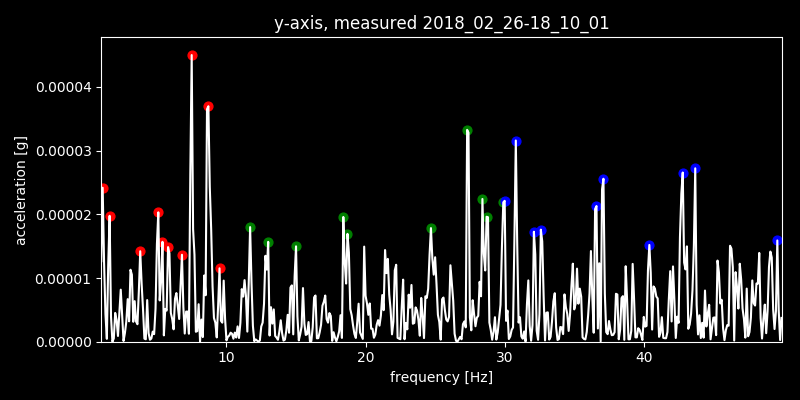 y-axis, measured 2018_02_26-18_10_01
0.00004
0.00003
0.00002
0.00001
0.00000
acceleration [g]
10 20 30 40
frequency [Hz]